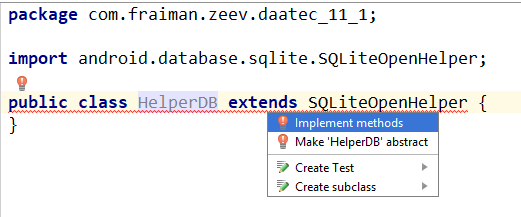 package com.fraiman.zeev.daatec_11_1;
import android.database.sqlite.SQLiteOpenHelper;
public class HelperDB extends SQLiteOpenHelper {
}
Implement methods
Make 'HelperDB' abstract
Create Test
Create subclass